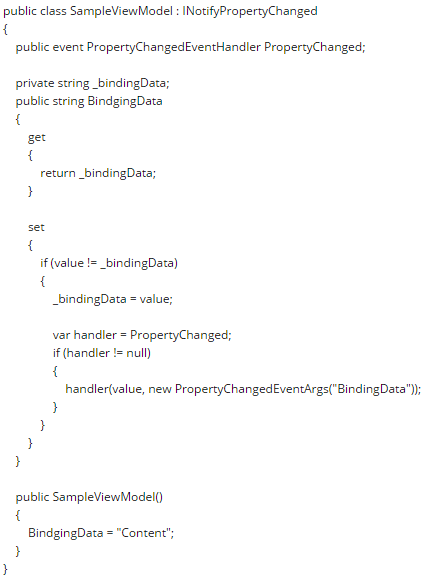 public class SampleViewModel : INotifyPropertyChanged
{
public event PropertyChangedEventHandler PropertyChanged;
private string _bindingData;
public string BindgingData
{
get
{
return _bindingData;
}
set
{
if (value != _bindingData)
{
_bindingData = value;
var handler = PropertyChanged;
if (handler != null)
{
handler(value, new PropertyChangedEventArgs("BindingData"));
}
}
}
}
public SampleViewModel()
{
BindgingData = "Content";
}
}